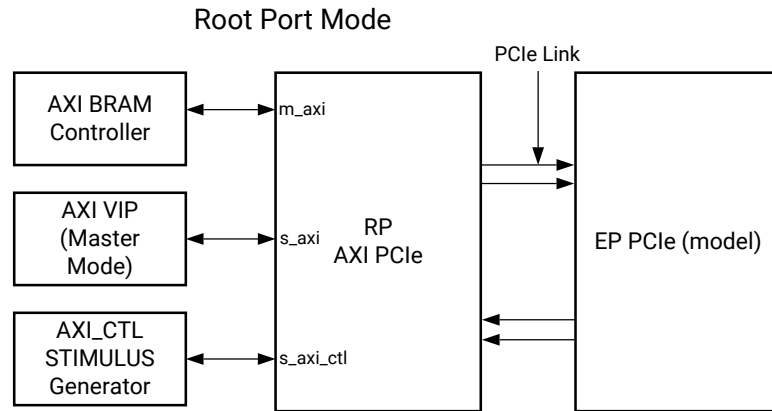 Root Port Mode
PCIe Link
AXI BRAM
Controller
m_axi
AXI VIP
(Master
Mode)
s_axi
RP
AXI PCIe
EP PCIe (model)
AXI_CTL
STIMULUS
Generator
s_axi_ctl